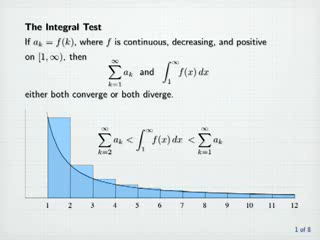 The Integral Test
If a_k = f(k), where f is continuous, decreasing, and positive
on [1, ∞), then
∞∑k=1 a_k and ∫_1^∞ f(x) dx
either both converge or both diverge.
∞∑k=2 a_k < ∫_1^∞ f(x) dx < ∞∑k=1 a_k
1 2 3 4 5 6 7 8 9 10 11 12
1 of 8